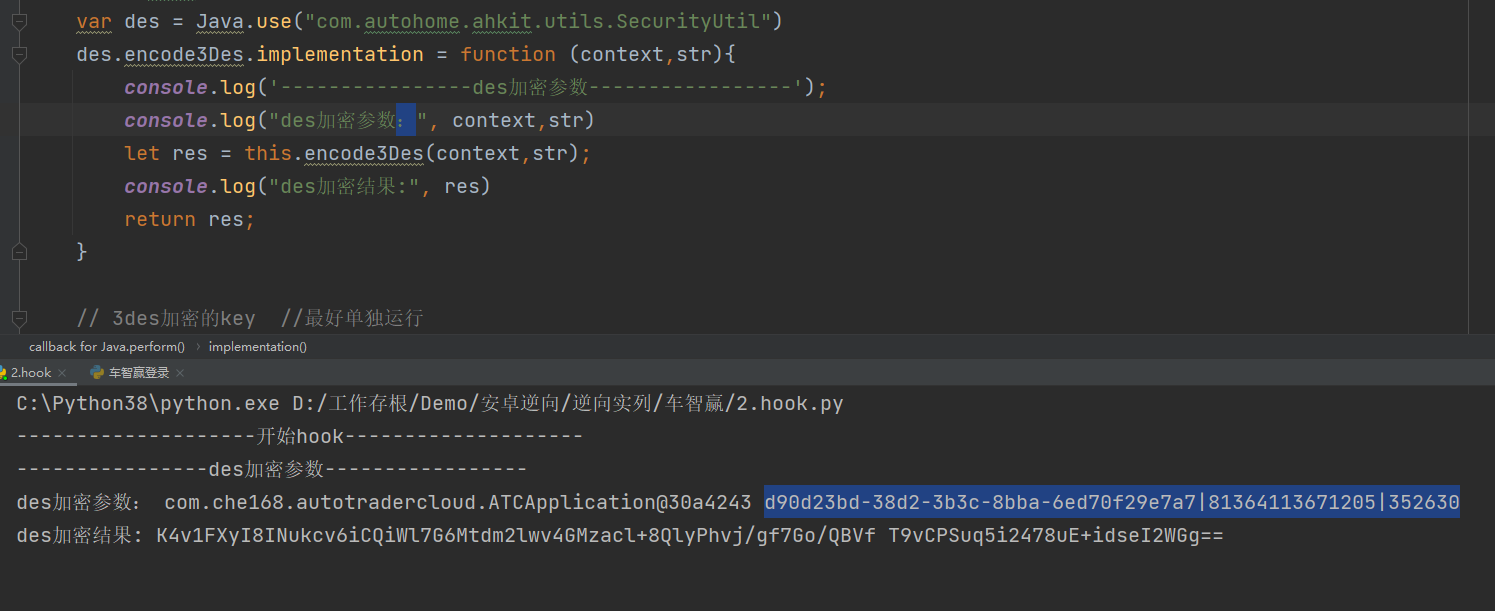 var des = Java.use("com.autohome.ahkit.utils.SecurityUtil")
des.encode3Des.implementation = function (context,str){
console.log('----------------des加密参数-----------------');
console.log("des加密参数：", context,str)
let res = this.encode3Des(context,str);
console.log("des加密结果:", res)
return res;
}
// 3des加密的key  //最好单独运行
callback for Java.perform() › implementation()
2.hook × 车智赢登录 ×
C:\Python38\python.exe D:/工作存根/Demo/安卓逆向/逆向实列/车智赢/2.hook.py
--------------------开始hook--------------------
----------------des加密参数-----------------
des加密参数： com.che168.autotradercloud.ATCApplication@30a4243 d90d23bd-38d2-3b3c-8bba-6ed70f29e7a7|81364113671205|352630
des加密结果: K4v1FXyI8INukcv6iCQiWl7G6Mtdm2lwv4GMzacl+8QlyPhvj/gf7Go/QBVf T9vCPSuq5i2478uE+idseI2WGg==